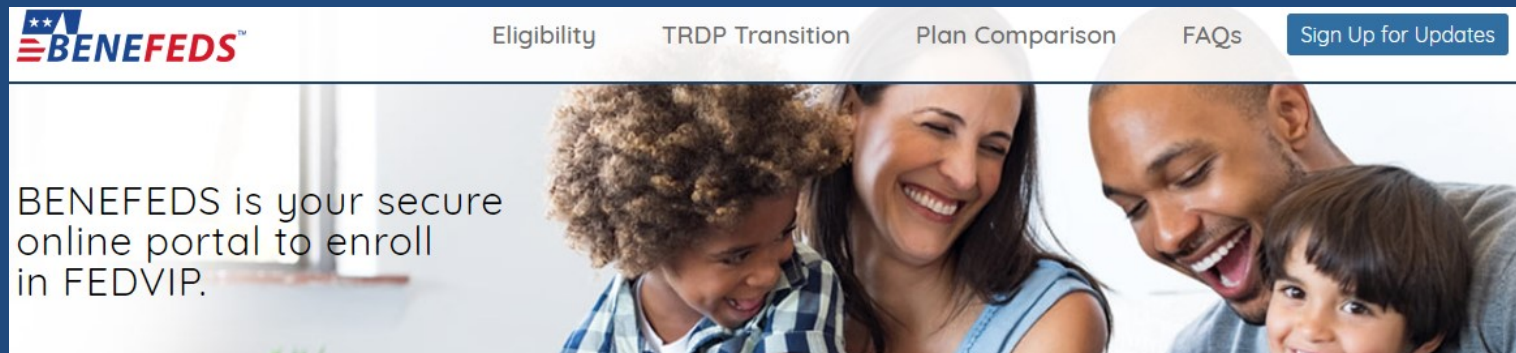 BENEFEDS™
Eligibility TRDP Transition Plan Comparison FAQs Sign Up for Updates
BENEFEDS is your secure
online portal to enroll
in FEDVIP.